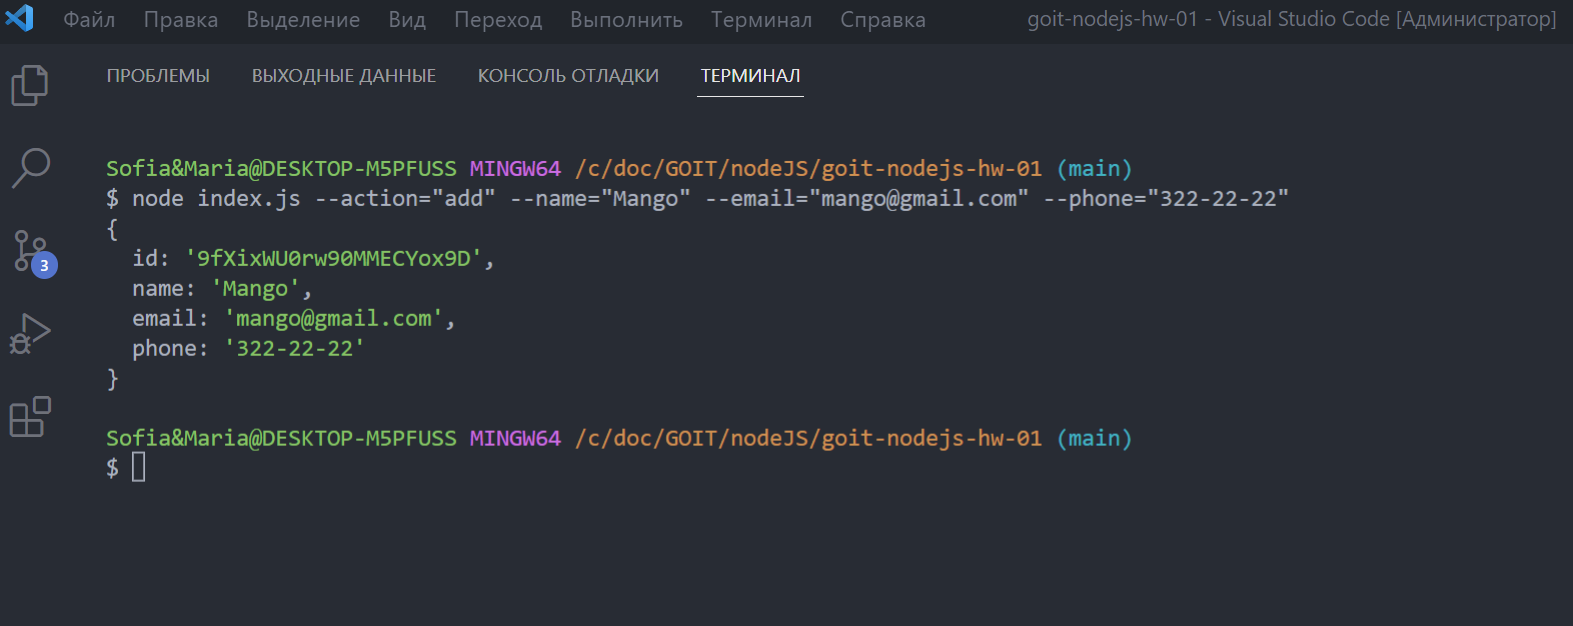 Файл Правка Выделение Вид Переход Выполнить Терминал Справка goit-nodejs-hw-01 - Visual Studio Code [Администратор]
ПРОБЛЕМЫ ВЫХОДНЫЕ ДАННЫЕ КОНСОЛЬ ОТЛАДКИ ТЕРМИНАЛ
Sofia&Maria@DESKTOP-M5PFUSS MINGW64 /c/doc/GOIT/nodeJS/goit-nodejs-hw-01 (main)
$ node index.js --action="add" --name="Mango" --email="mango@gmail.com" --phone="322-22-22"
{
  id: '9fXixWU0rw90MMECYox9D',
  name: 'Mango',
  email: 'mango@gmail.com',
  phone: '322-22-22'
}
3
Sofia&Maria@DESKTOP-M5PFUSS MINGW64 /c/doc/GOIT/nodeJS/goit-nodejs-hw-01 (main)
$